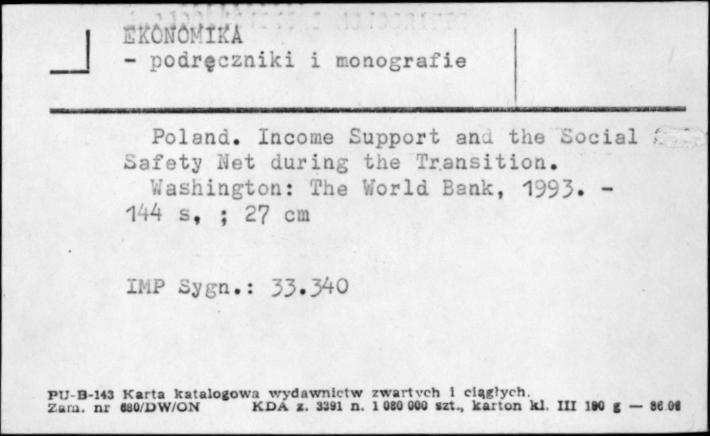 EKONOMIKA
- podręczniki i monografie
Poland. Income Support and the Social
Safety Net during the Transition.
Washington: The World Bank, 1993. -
144 s, ; 27 cm
IMP Sygn.: 33.340
PU-B-143 Karta katalogowa wydawnictw zwartych i ciągłych.
Zam. nr 680/DW/ON KDA z. 3391 n. 1 080 000 szt., karton kl. III 190 g — 86.06